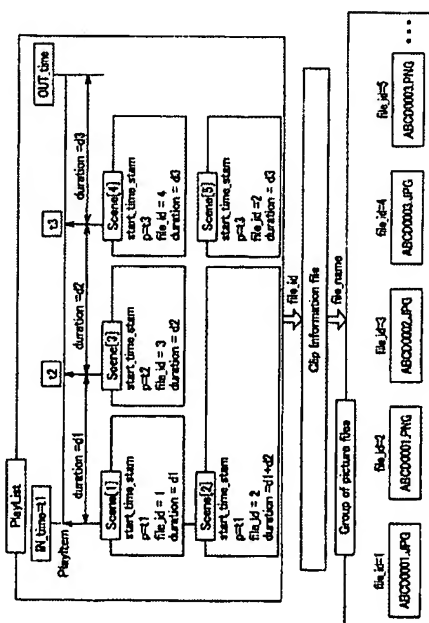 PlayList
IN_time=t1
t2
t3
OUT_time
PlayItem
duration =d1
duration =d2
duration =d3
Scene[1]
start_time_stam
p=t1
file_id = 1
duration = d1
Scene[3]
start_time_stam
p=t2
file_id = 3
duration = d2
Scene[4]
start_time_stam
p=t3
file_id = 4
duration = d3
Scene[2]
start_time_stam
p=t1
file_id = 2
duration =d1+d2
Scene[5]
start_time_stam
p=t3
file_id =2
duration = d3
file_id
Clip Information file
file_name
Group of picture files
file_id=1
ABCD0001.JPG
file_id=2
ABCD0001.PNG
file_id=3
ABCD0002.JPG
file_id=4
ABCD0003.JPG
file_id=5
ABCD0003.PNG
...